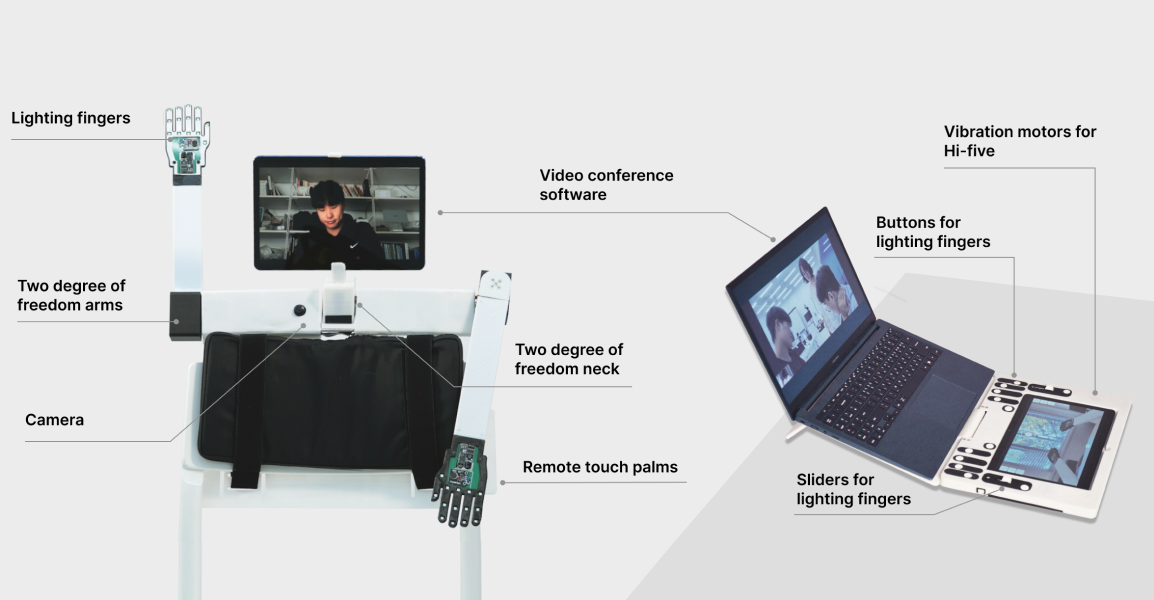 Lighting fingers
Two degree of
freedom arms
Camera
Video conference
software
Two degree of
freedom neck
Remote touch palms
Vibration motors for
Hi-five
Buttons for
lighting fingers
Sliders for
lighting fingers